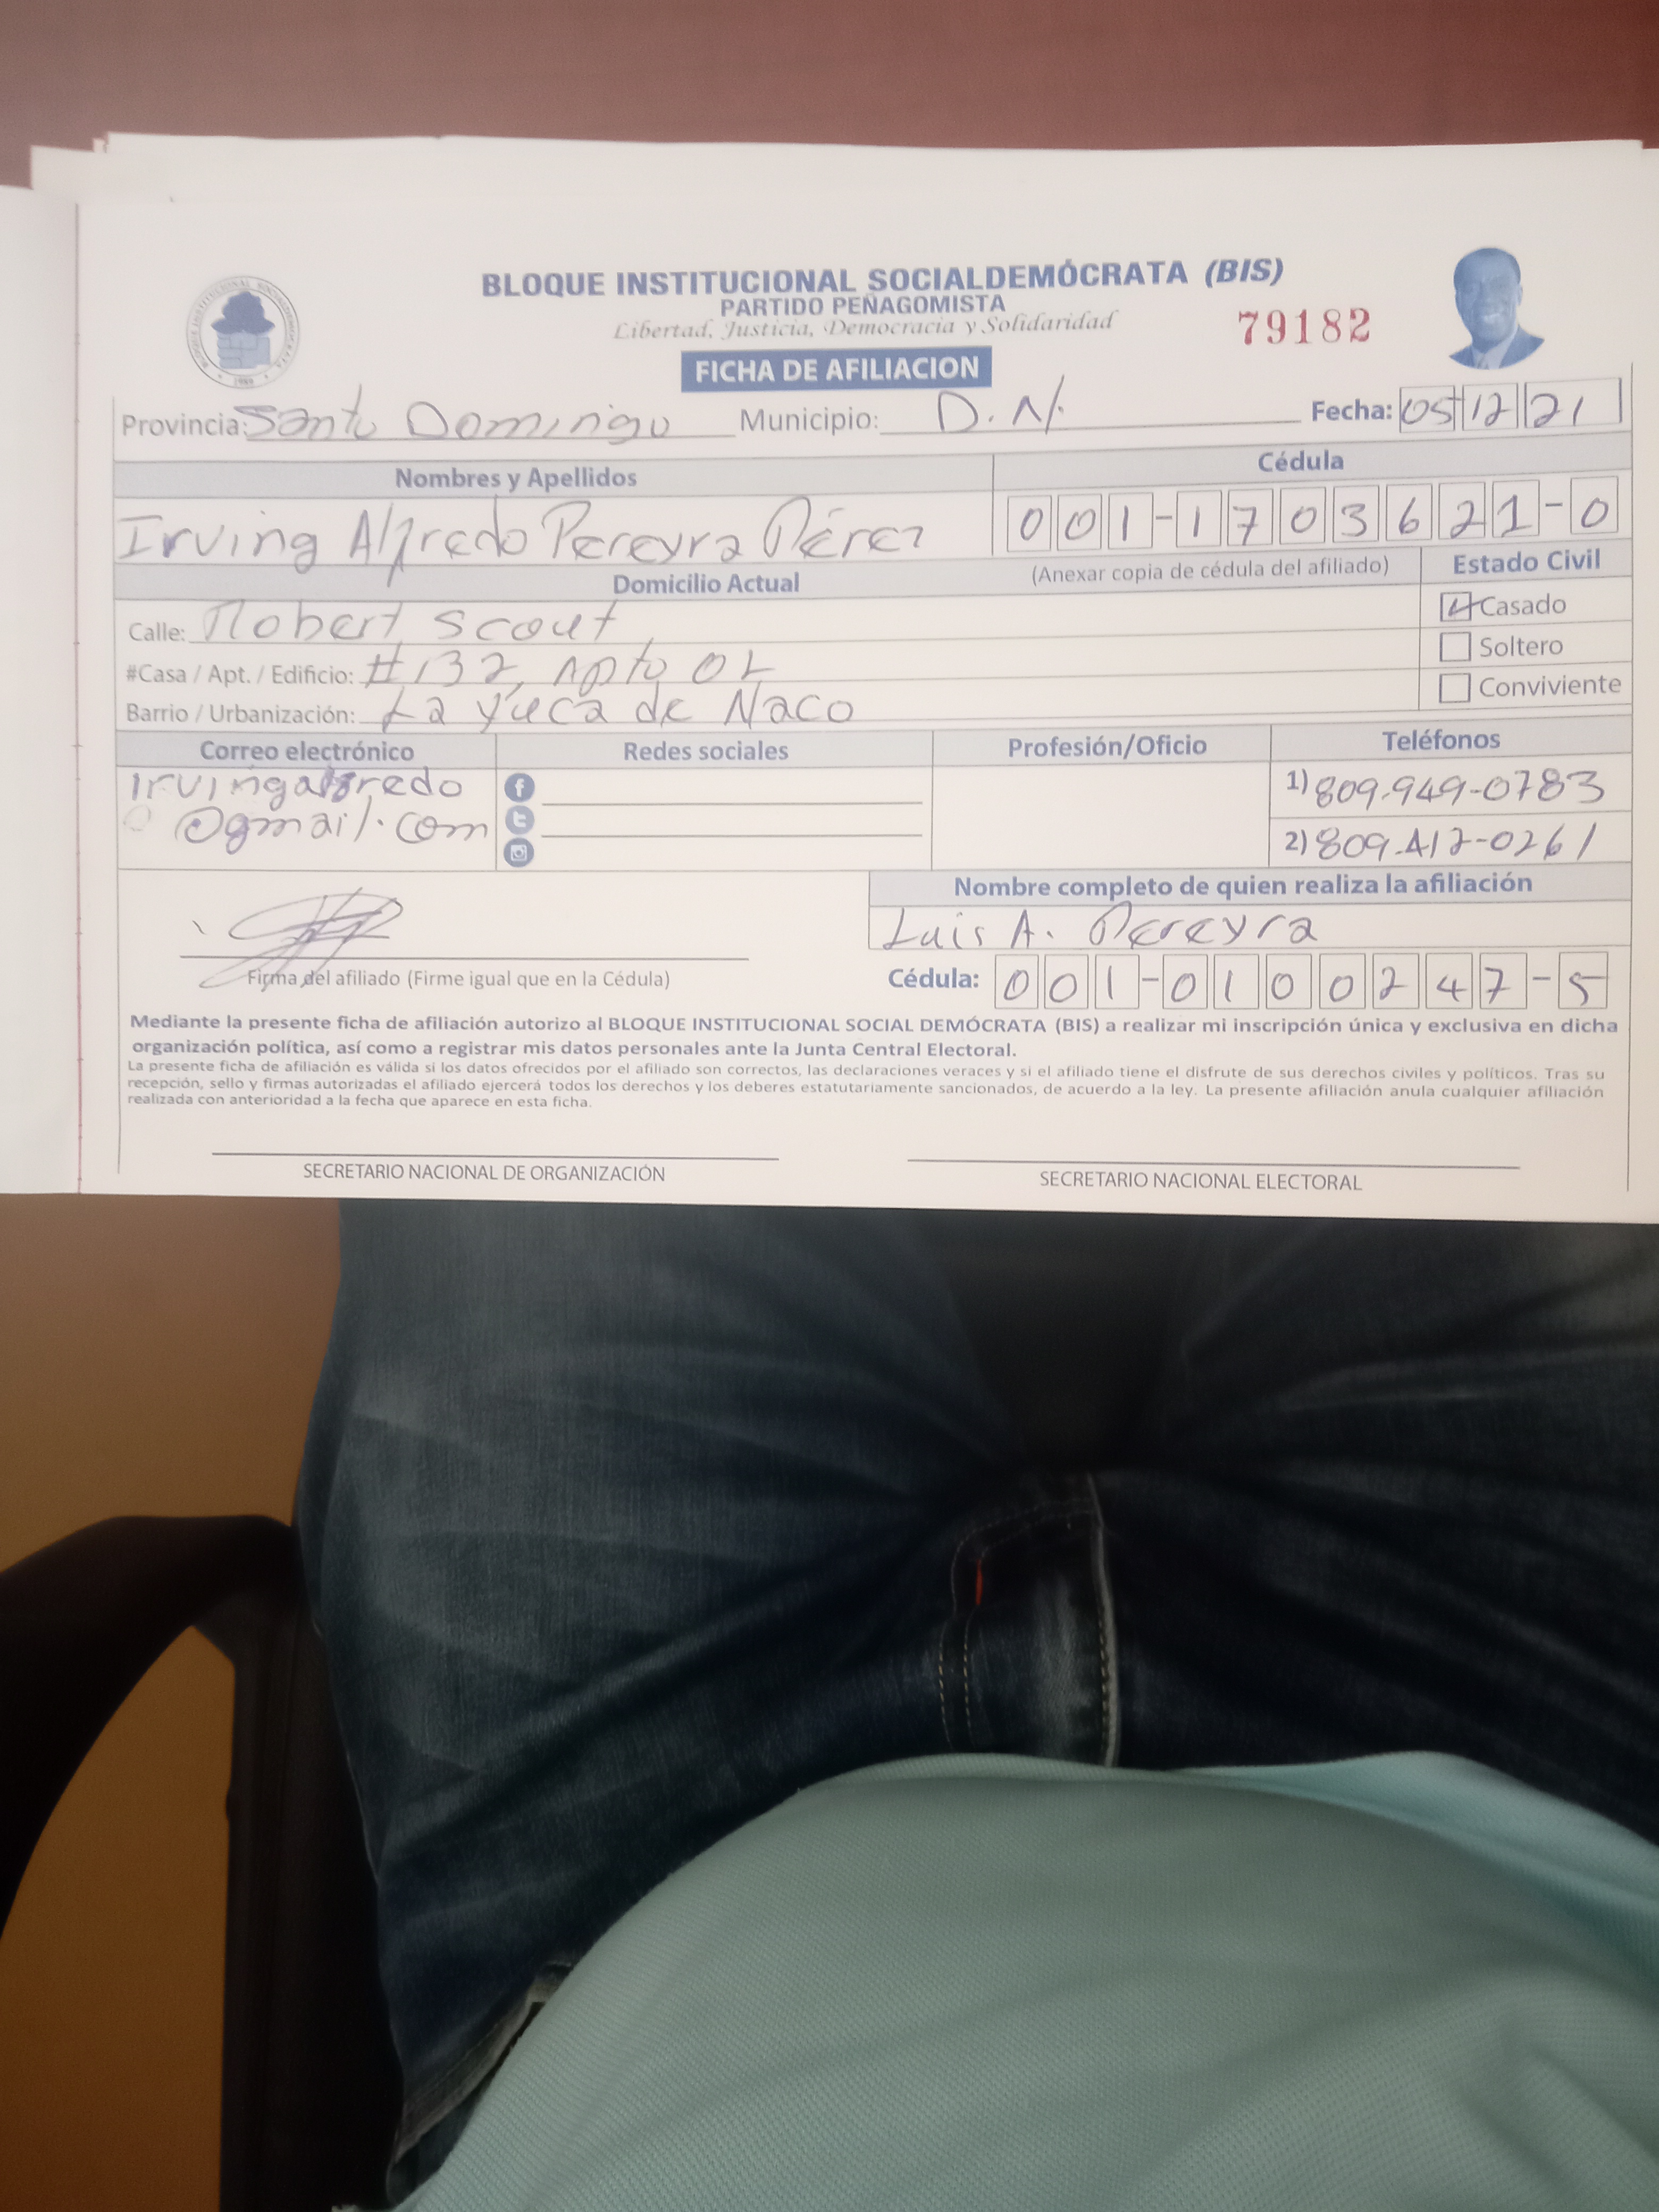 BLOQUE INSTITUCIONAL SOCIALDEMÓCRATA (BIS)
PARTIDO PEÑAGOMISTA
Libertad, Justicia, Democracia y Solidaridad
79182
FICHA DE AFILIACION
Provincia: Santo Domingo Municipio: D.N. Fecha: 05 12 21
Nombres y Apellidos Cédula
Irving Alfredo Pereyra Pérez 001-1703621-0
Domicilio Actual (Anexar copia de cédula del afiliado) Estado Civil
Calle: Robert Scout Casado
#Casa / Apt. / Edificio: #132, Apto Soltero
Barrio / Urbanización: La Yuca de Naco Conviviente
Correo electrónico Redes sociales Profesión/Oficio Teléfonos
Irvingalfredo 1) 809-949-0783
@gmail.com 2) 809-412-0261
Nombre completo de quien realiza la afiliación
Luis A. Pereyra
Firma del afiliado (Firme igual que en la Cédula) Cédula: 001-0100247-5
Mediante la presente ficha de afiliación autorizo al BLOQUE INSTITUCIONAL SOCIAL DEMÓCRATA (BIS) a realizar mi inscripción única y exclusiva en dicha
organización política, así como a registrar mis datos personales ante la Junta Central Electoral.
La presente ficha de afiliación es válida si los datos ofrecidos por el afiliado son correctos, las declaraciones veraces y si el afiliado tiene el disfrute de sus derechos civiles y políticos. Tras su
recepción, sello y firmas autorizadas el afiliado ejercerá todos los derechos y los deberes estatutariamente sancionados, de acuerdo a la ley. La presente afiliación anula cualquier afiliación
realizada con anterioridad a la fecha que aparece en esta ficha.
SECRETARIO NACIONAL DE ORGANIZACIÓN SECRETARIO NACIONAL ELECTORAL